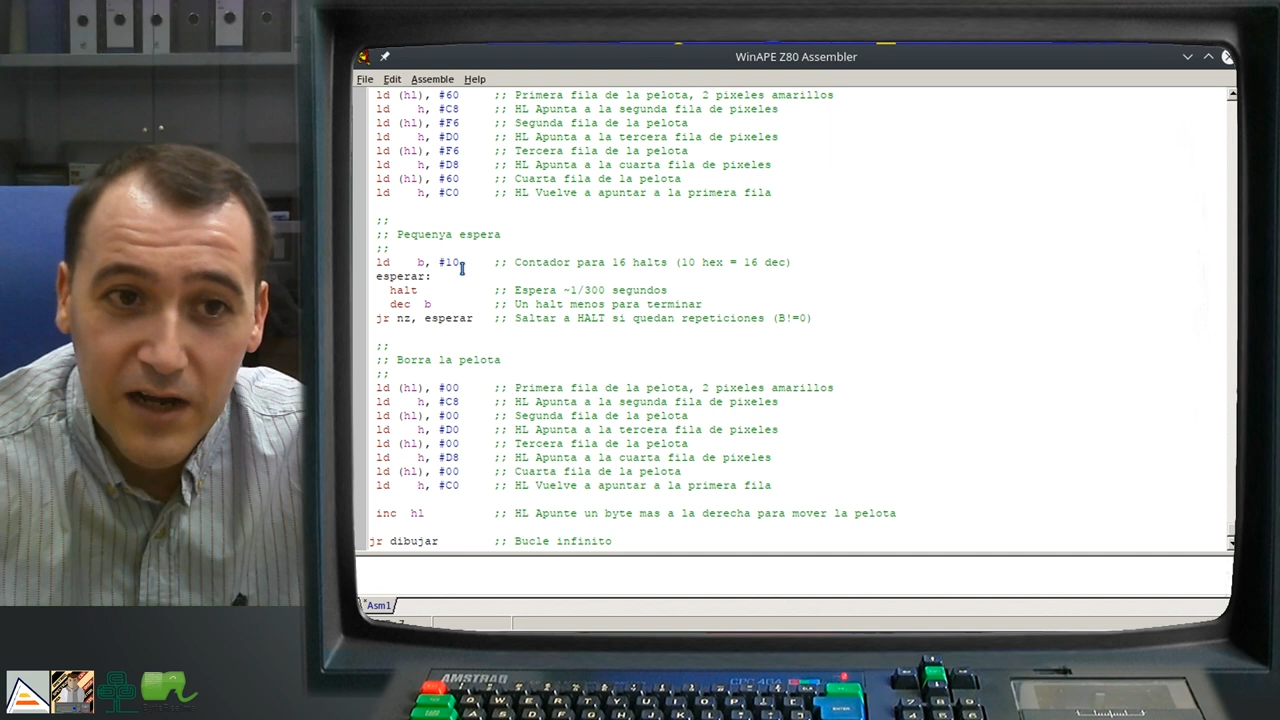 WinAPE Z80 Assembler
File Edit Assemble Help
ld (hl), #60 ;; Primera fila de la pelota, 2 pixeles amarillos
ld h, #C8 ;; HL Apunta a la segunda fila de pixeles
ld (hl), #F6 ;; Segunda fila de la pelota
ld h, #D0 ;; HL Apunta a la tercera fila de pixeles
ld (hl), #F6 ;; Tercera fila de la pelota
ld h, #D8 ;; HL Apunta a la cuarta fila de pixeles
ld (hl), #60 ;; Cuarta fila de la pelota
ld h, #C0 ;; HL Vuelve a apuntar a la primera fila
;;
;; Pequenya espera
;;
ld b, #10 ;; Contador para 16 halts (10 hex = 16 dec)
esperar:
halt ;; Espera ~1/300 segundos
dec b ;; Un halt menos para terminar
jr nz, esperar ;; Saltar a HALT si quedan repeticiones (B!=0)
;;
;; Borra la pelota
;;
ld (hl), #00 ;; Primera fila de la pelota, 2 pixeles amarillos
ld h, #C8 ;; HL Apunta a la segunda fila de pixeles
ld (hl), #00 ;; Segunda fila de la pelota
ld h, #D0 ;; HL Apunta a la tercera fila de pixeles
ld (hl), #00 ;; Tercera fila de la pelota
ld h, #D8 ;; HL Apunta a la cuarta fila de pixeles
ld (hl), #00 ;; Cuarta fila de la pelota
ld h, #C0 ;; HL Vuelve a apuntar a la primera fila
inc hl ;; HL Apunte un byte mas a la derecha para mover la pelota
jr dibujar ;; Bucle infinito
*Asm1
AMSTRAD